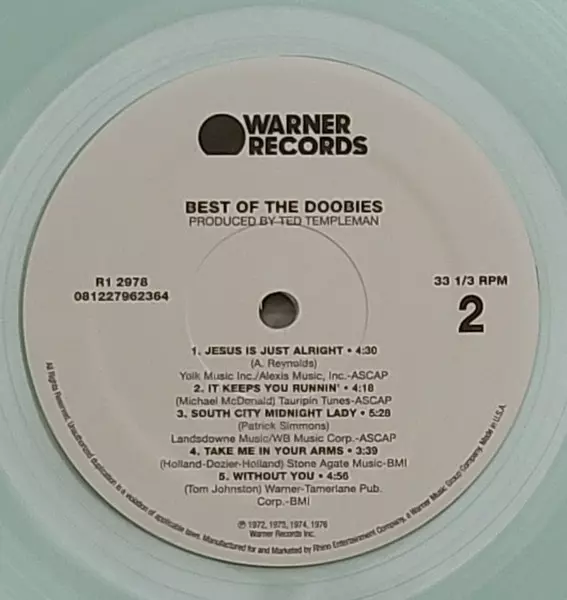 WARNER
RECORDS
BEST OF THE DOOBIES
PRODUCED BY TED TEMPLEMAN
R1 2978
081227962364
33 1/3 RPM
2
1. JESUS IS JUST ALRIGHT • 4:30
(A. Reynolds)
Yolk Music Inc./Alexis Music, Inc.-ASCAP
2. IT KEEPS YOU RUNNIN' • 4:18
(Michael McDonald) Tauripin Tunes-ASCAP
3. SOUTH CITY MIDNIGHT LADY • 5:28
(Patrick Simmons)
Landsdowne Music/WB Music Corp.-ASCAP
4. TAKE ME IN YOUR ARMS • 3:39
(Holland-Dozier-Holland) Stone Agate Music-BMI
5. WITHOUT YOU • 4:56
(Tom Johnston) Warner-Tamerlane Pub.
Corp.-BMI
℗ 1972, 1973, 1974, 1976
Warner Records Inc.
All Rights Reserved. Unauthorized duplication is a violation of applicable laws. Manufactured for and Marketed by Rhino Entertainment Company, a Warner Music Group Company. Made in U.S.A.